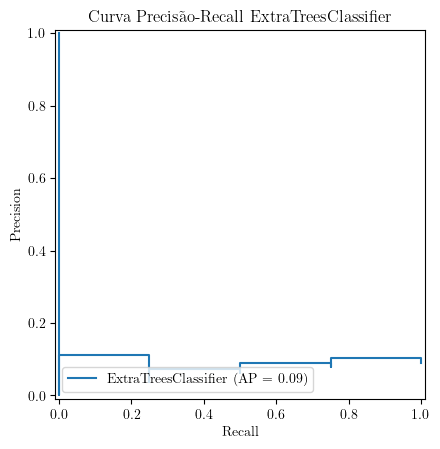 Curva Precisão-Recall ExtraTreesClassifier
1.0
0.8
0.6
0.4
0.2
0.0
Precision
ExtraTreesClassifier (AP = 0.09)
0.0 0.2 0.4 0.6 0.8 1.0
Recall